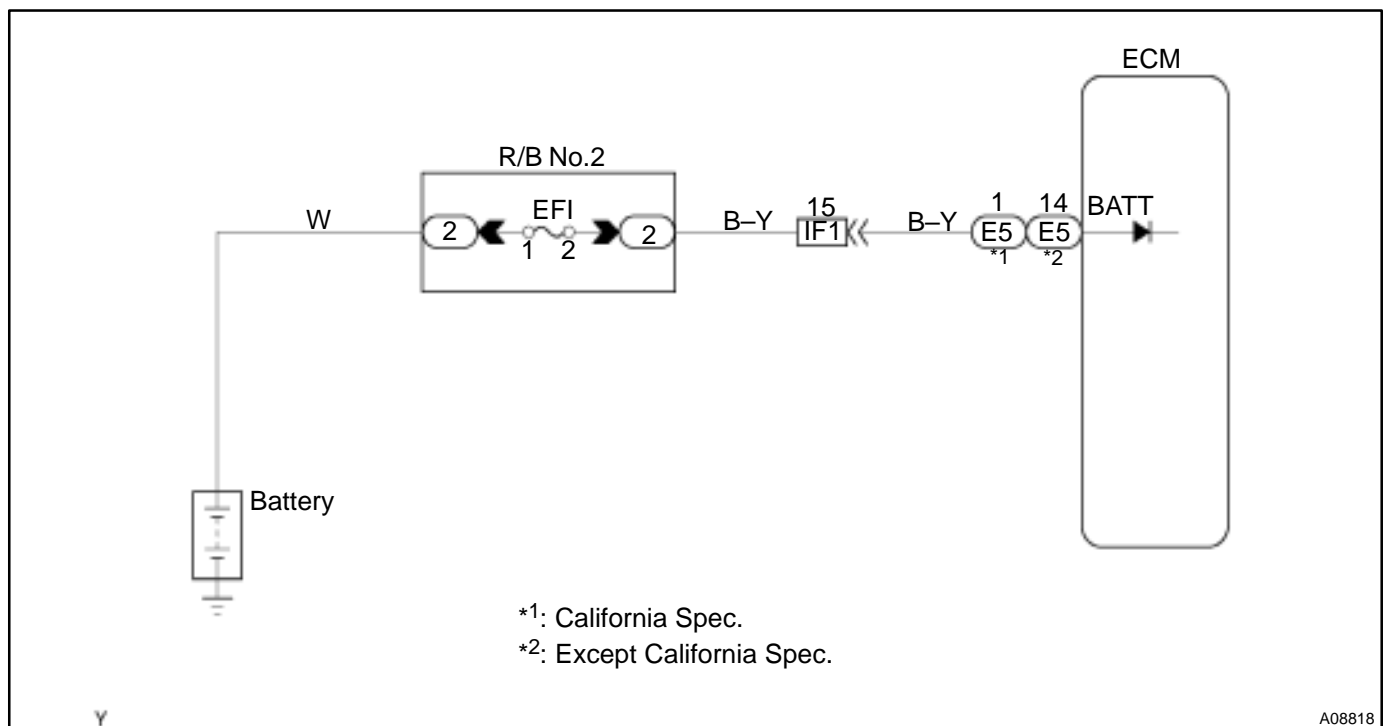 ECM
R/B No.2
W
2
EFI
1 2
2
B–Y
15
IF1
B–Y
1 14
E5 E5
*1 *2
BATT
Battery
*1: California Spec.
*2: Except California Spec.
Y
A08818